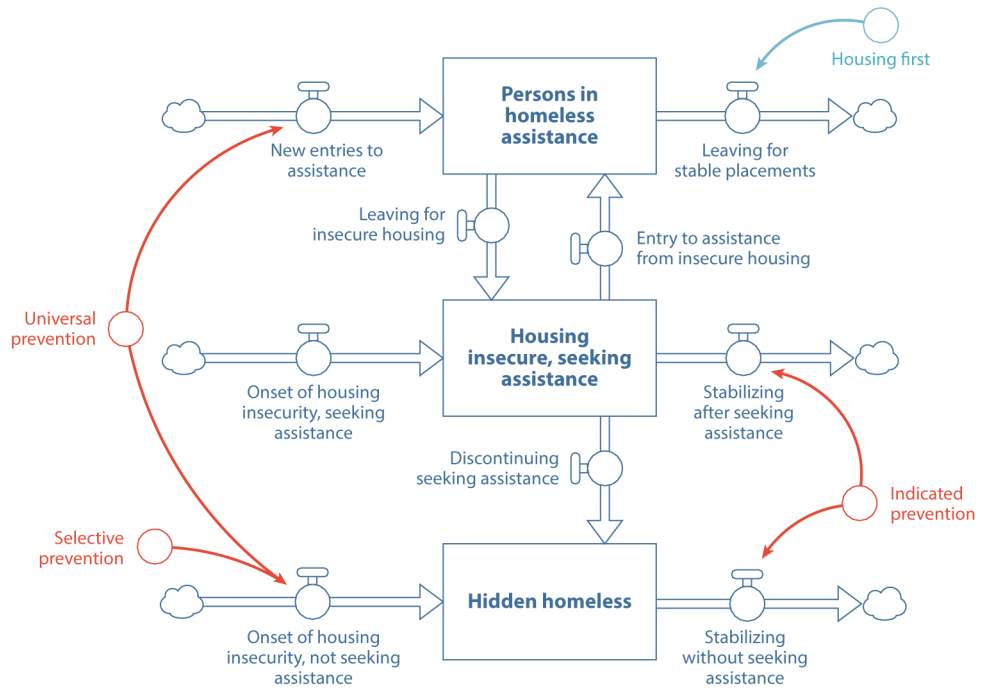 Housing first
Persons in
homeless
assistance
New entries to
assistance
Leaving for
stable placements
Leaving for
insecure housing
Entry to assistance
from insecure housing
Universal
prevention
Housing
insecure, seeking
assistance
Onset of housing
insecurity, seeking
assistance
Stabilizing
after seeking
assistance
Discontinuing
seeking assistance
Indicated
prevention
Selective
prevention
Hidden homeless
Onset of housing
insecurity, not seeking
assistance
Stabilizing
without seeking
assistance